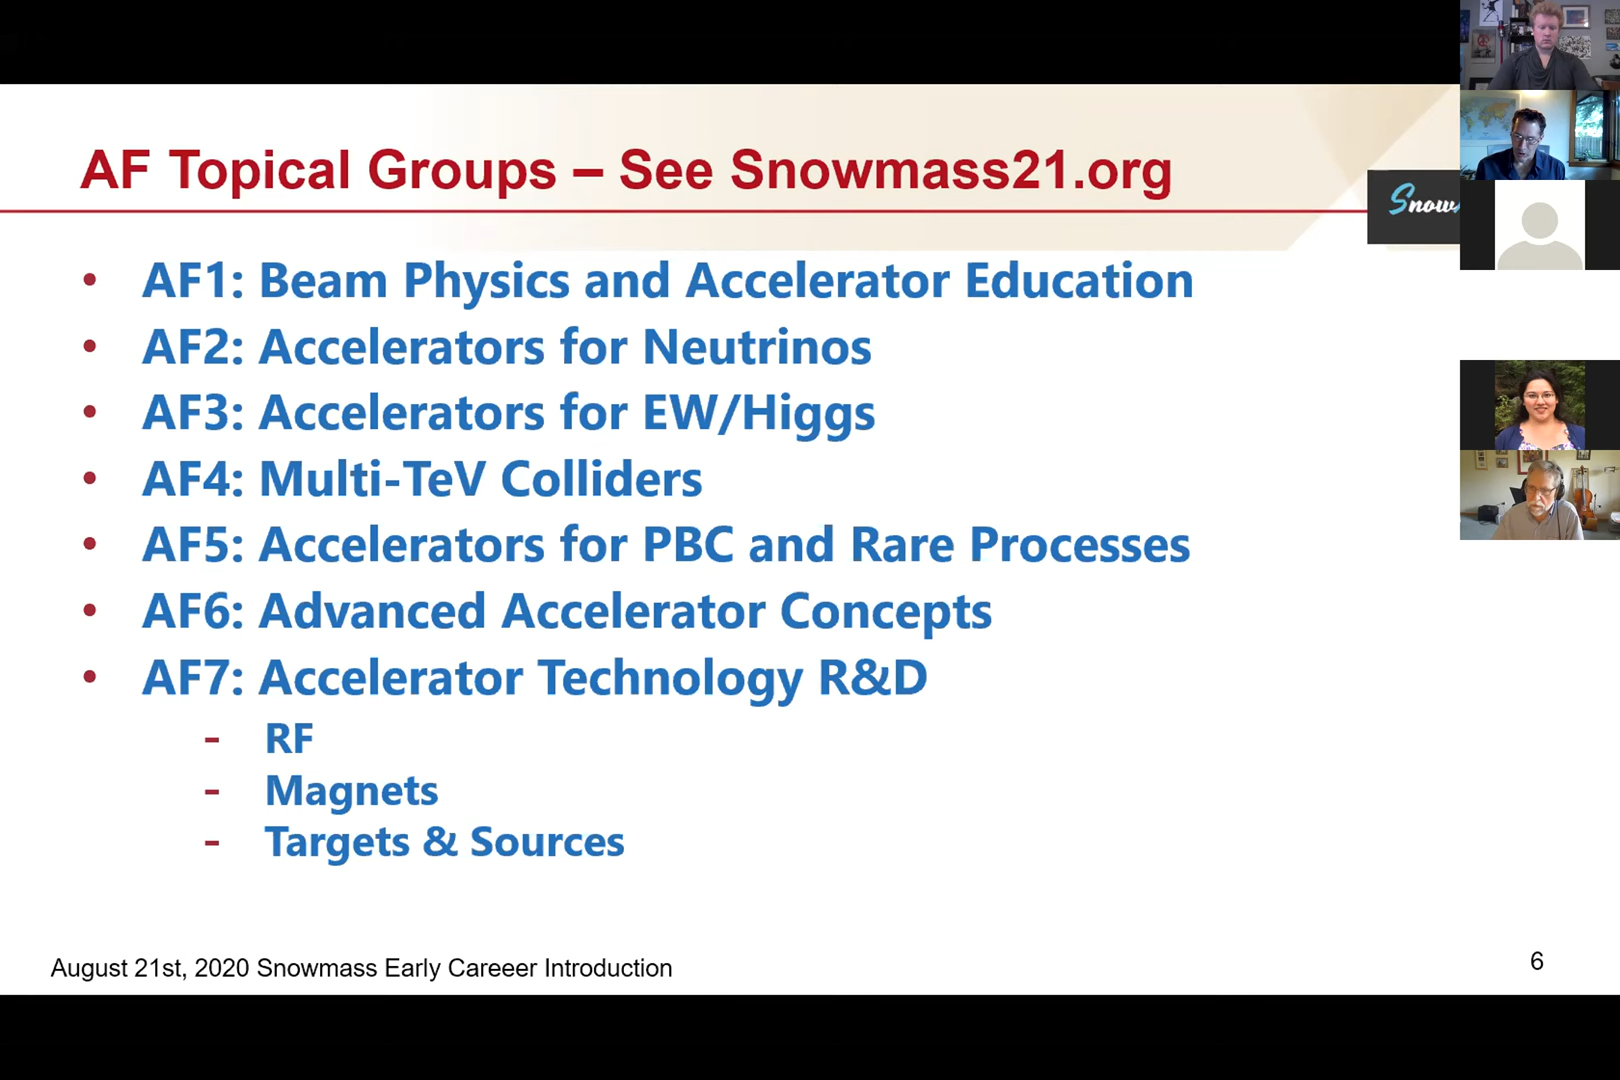 AF Topical Groups – See Snowmass21.org
• AF1: Beam Physics and Accelerator Education
• AF2: Accelerators for Neutrinos
• AF3: Accelerators for EW/Higgs
• AF4: Multi-TeV Colliders
• AF5: Accelerators for PBC and Rare Processes
• AF6: Advanced Accelerator Concepts
• AF7: Accelerator Technology R&D
- RF
- Magnets
- Targets & Sources
August 21st, 2020 Snowmass Early Careeer Introduction
6